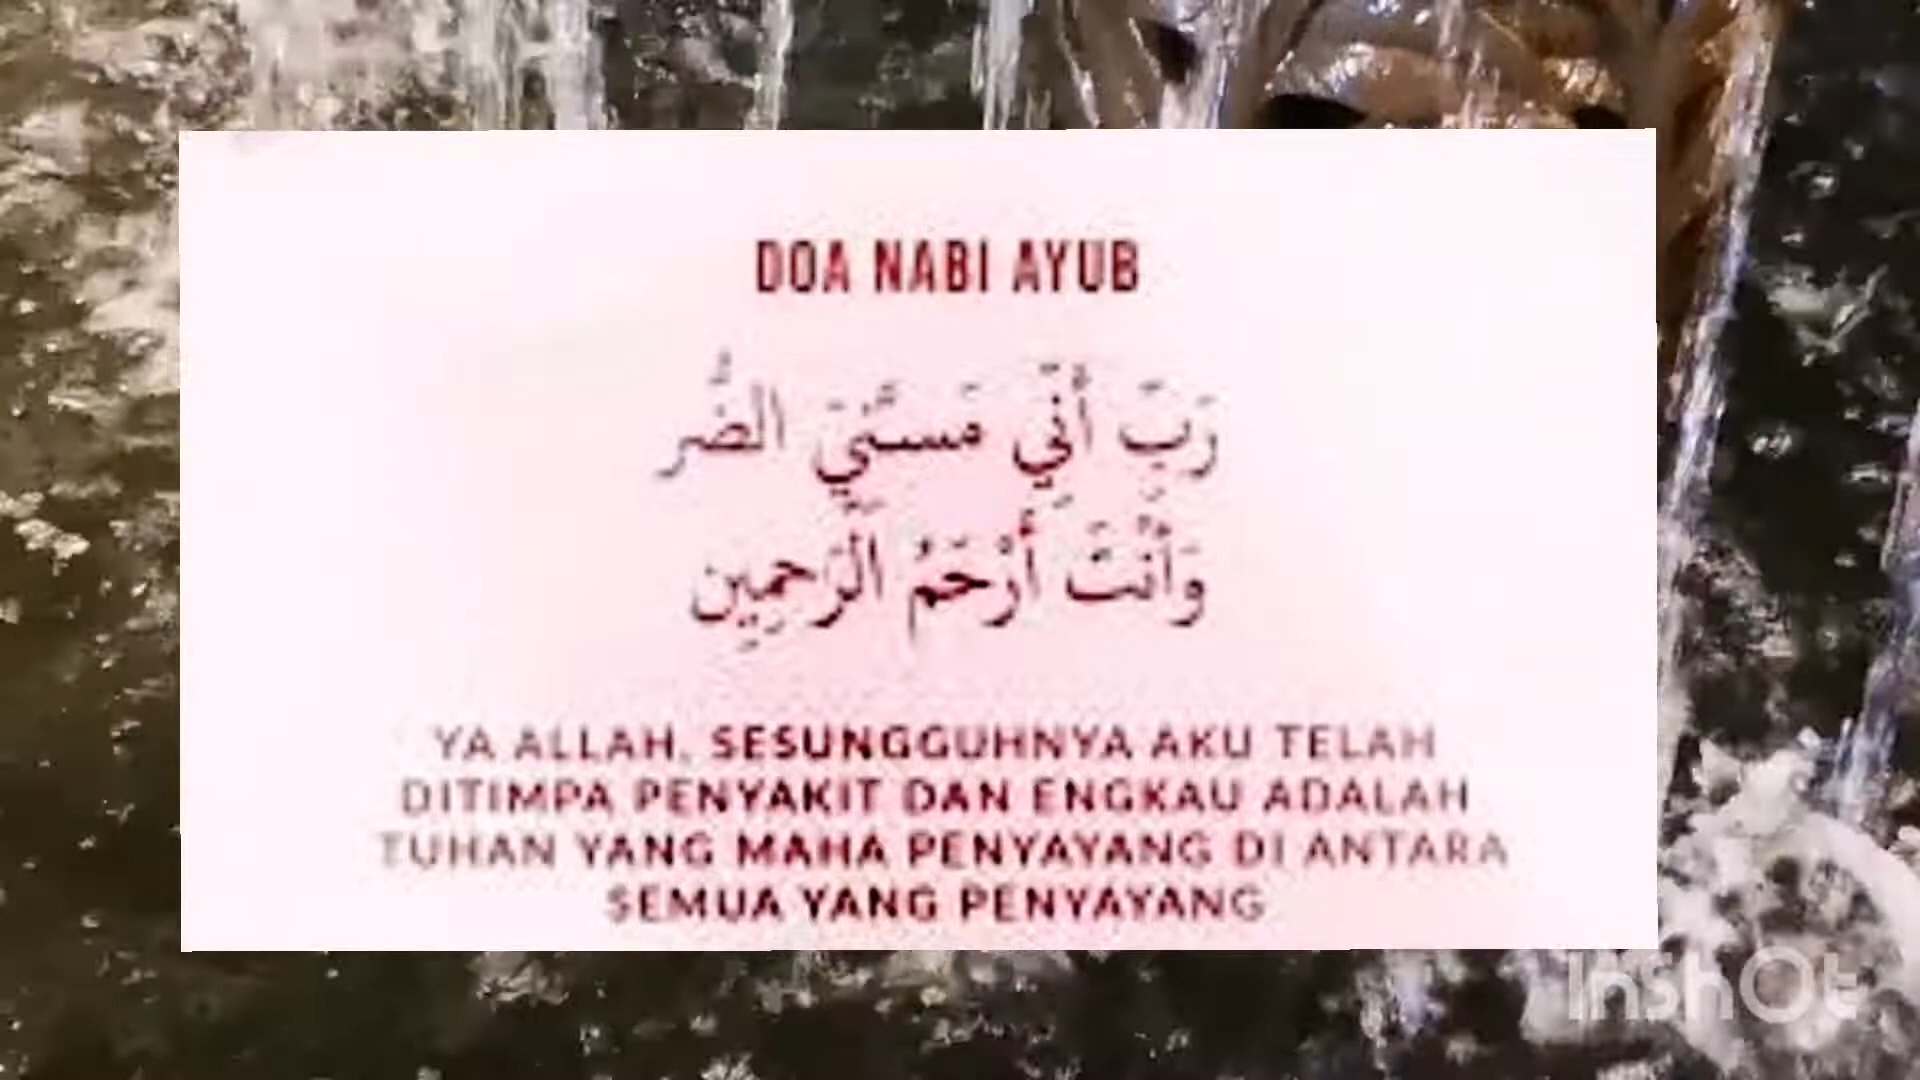 DOA NABI AYUB
رَبِّ أَنِّي مَسَّنِيَ الضُّر
وَأَنْتَ أَرْحَمُ الرَّحِمِين
YA ALLAH, SESUNGGUHNYA AKU TELAH
DITIMPA PENYAKIT DAN ENGKAU ADALAH
TUHAN YANG MAHA PENYAYANG DI ANTARA
SEMUA YANG PENYAYANG
InShOt